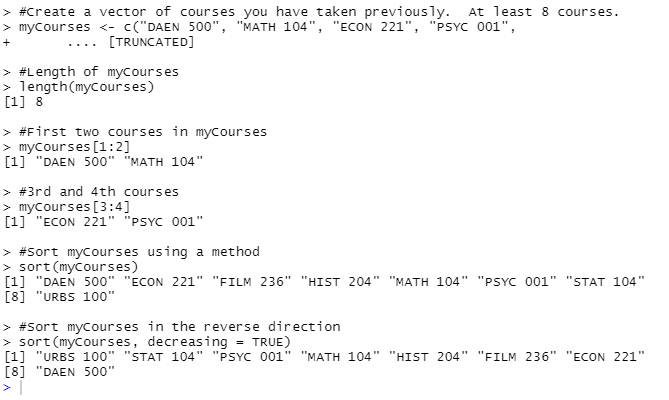 > #Create a vector of courses you have taken previously.  At least 8 courses.
> myCourses <- c("DAEN 500", "MATH 104", "ECON 221", "PSYC 001",
+       .... [TRUNCATED]
> #Length of myCourses
> length(myCourses)
[1] 8
> #First two courses in myCourses
> myCourses[1:2]
[1] "DAEN 500" "MATH 104"
> #3rd and 4th courses
> myCourses[3:4]
[1] "ECON 221" "PSYC 001"
> #Sort myCourses using a method
> sort(myCourses)
[1] "DAEN 500" "ECON 221" "FILM 236" "HIST 204" "MATH 104" "PSYC 001" "STAT 104"
[8] "URBS 100"
> #Sort myCourses in the reverse direction
> sort(myCourses, decreasing = TRUE)
[1] "URBS 100" "STAT 104" "PSYC 001" "MATH 104" "HIST 204" "FILM 236" "ECON 221"
[8] "DAEN 500"
>